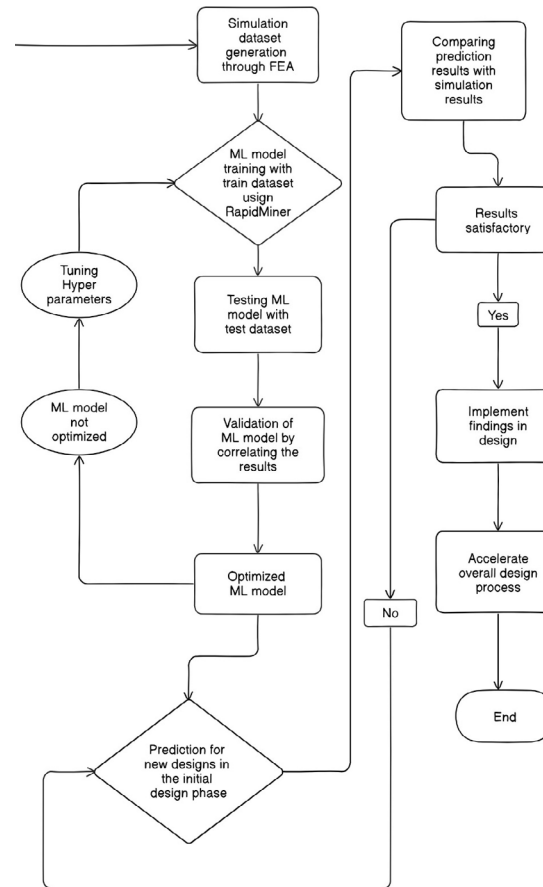 Simulation
dataset
generation
through FEA
ML model
training with
train dataset
usign
RapidMiner
Tuning
Hyper
parameters
Testing ML
model with
test dataset
ML model
not
optimized
Validation of
ML model by
correlating the
results
Optimized
ML model
Prediction for
new designs in
the initial
design phase
Comparing
prediction
results with
simulation
results
Results
satisfactory
Yes
Implement
findings in
design
Accelerate
overall design
process
No
End